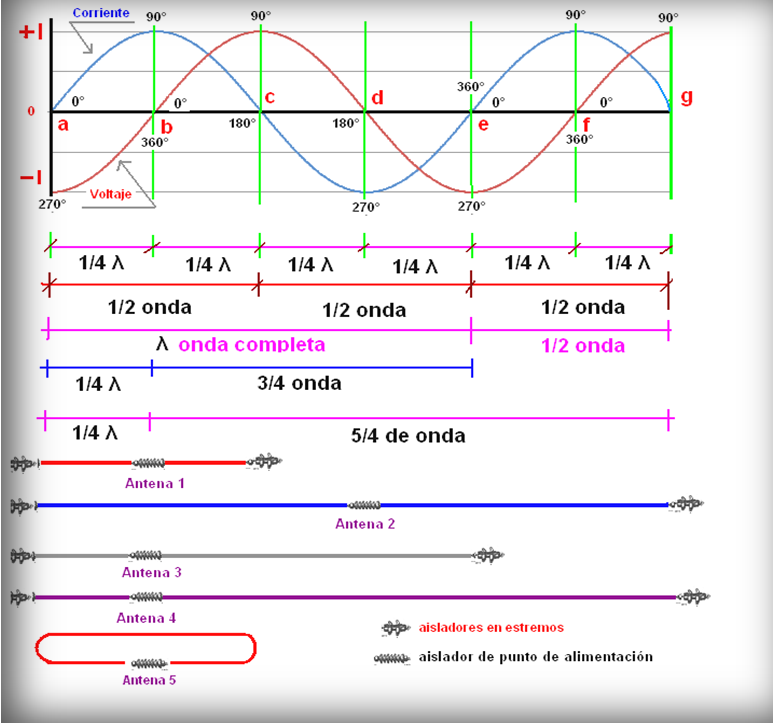 Corriente
90°
90°
90°
90°
+I
0°
0°
c
d
360°
0°
0°
g
0
a
b
180°
180°
e
f
360°
360°
−I
Voltaje
270°
270°
270°
1/4 λ
1/4 λ
1/4 λ
1/4 λ
1/4 λ
1/4 λ
1/2 onda
1/2 onda
1/2 onda
λ onda completa
1/2 onda
1/4 λ
3/4 onda
1/4 λ
5/4 de onda
Antena 1
Antena 2
Antena 3
Antena 4
aisladores en estremos
aislador de punto de alimentación
Antena 5